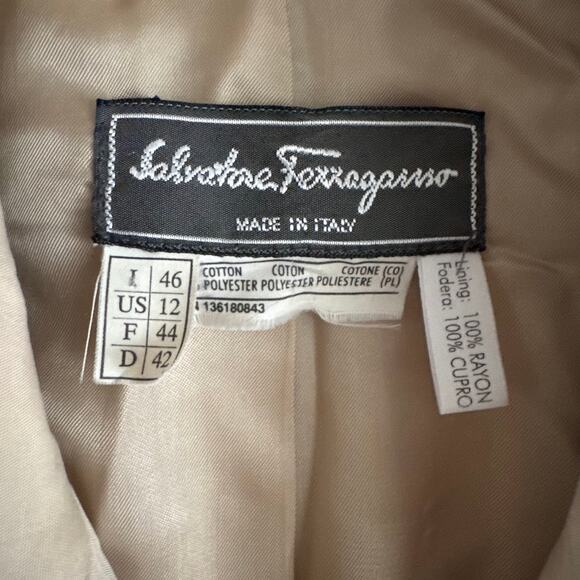 Salvatore Ferragamo
MADE IN ITALY
I 46
US 12
F 44
D 42
COTTON COTON COTONE (CO)
POLYESTER POLYESTER POLIESTERE (PL)
136180843
Lining: 100% RAYON
Fodera: 100% CUPRO